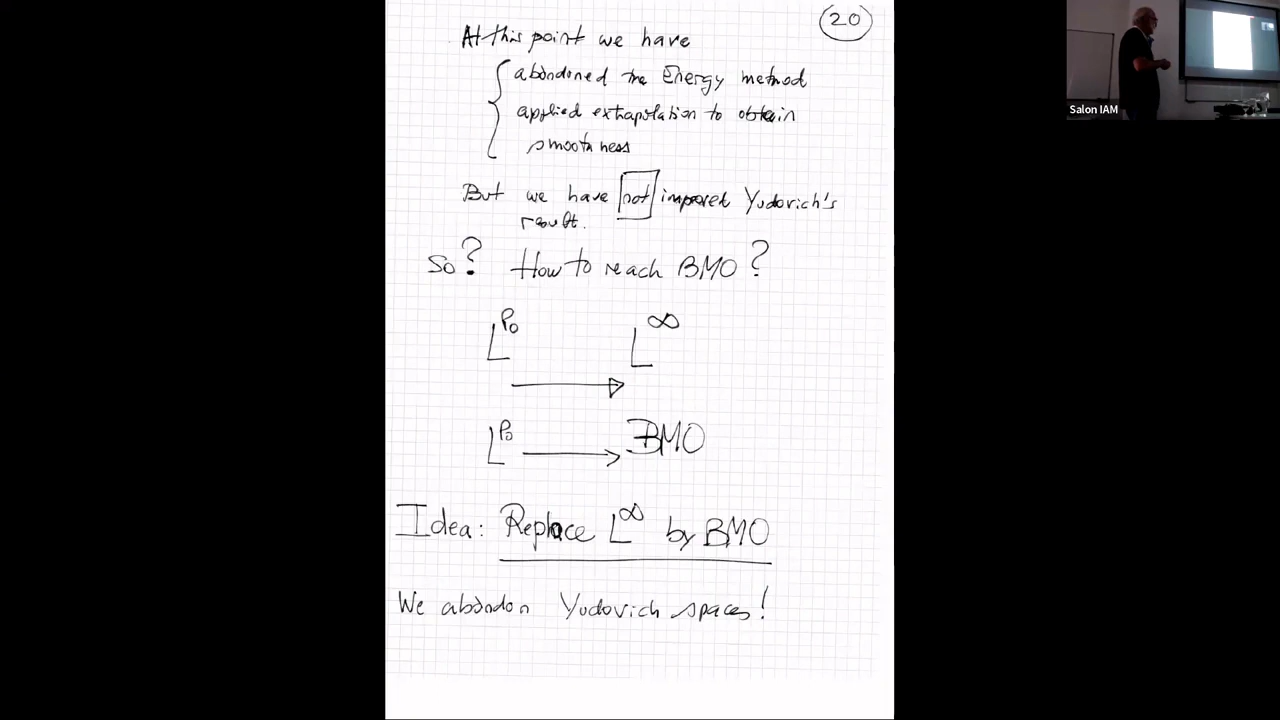 20
At this point we have
abandoned the Energy method
applied extrapolation to obtain
smoothness
But we have not improved Yudovich's
result.
So? How to reach BMO?
L^{p_0} L^∞
L^{p_0} BMO
Idea: Replace L^∞ by BMO
We abandon Yudovich spaces!
Salon IAM